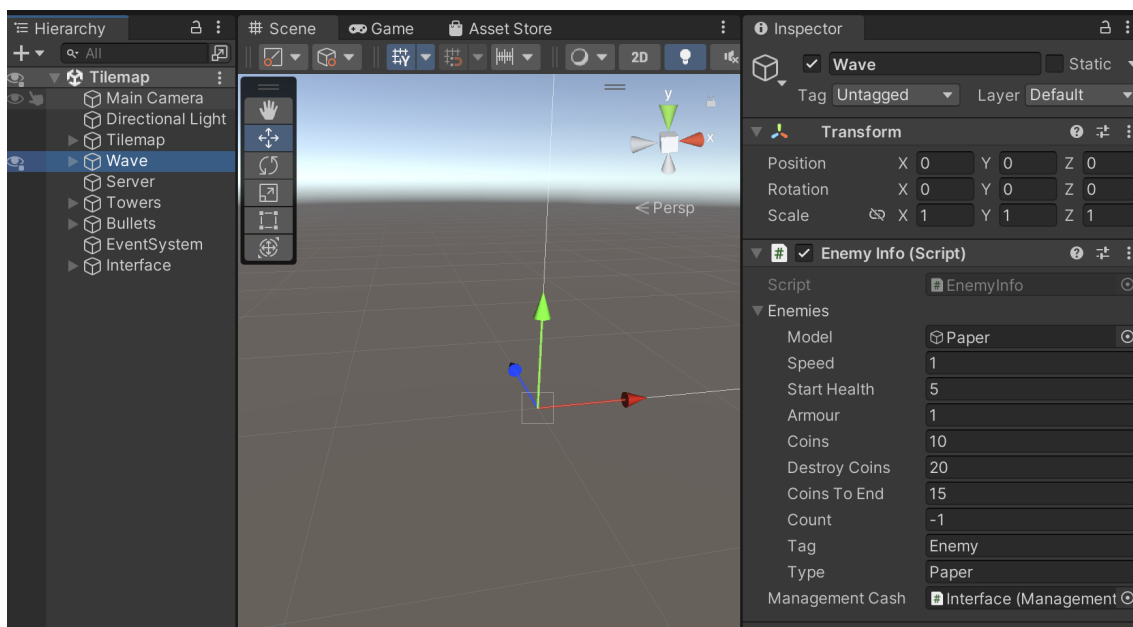 Hierarchy
All
Tilemap
Main Camera
Directional Light
Tilemap
Wave
Server
Towers
Bullets
EventSystem
Interface
Scene
Game
Asset Store
2D
y
x
Persp
Inspector
Wave
Static
Tag Untagged
Layer Default
Transform
Position X 0 Y 0 Z 0
Rotation X 0 Y 0 Z 0
Scale X 1 Y 1 Z 1
# Enemy Info (Script)
Script # EnemyInfo
Enemies
Model Paper
Speed 1
Start Health 5
Armour 1
Coins 10
Destroy Coins 20
Coins To End 15
Count -1
Tag Enemy
Type Paper
Management Cash # Interface (Management